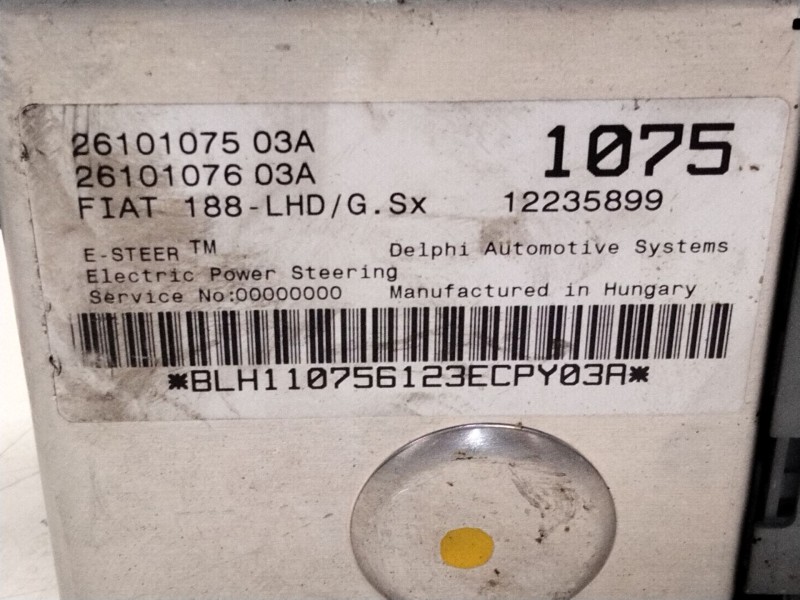 26101075 03A 1075
26101076 03A
FIAT 188-LHD/G.Sx 12235899
E-STEER TM Delphi Automotive Systems
Electric Power Steering
Service No:00000000 Manufactured in Hungary
*BLH110756123ECPY03A*